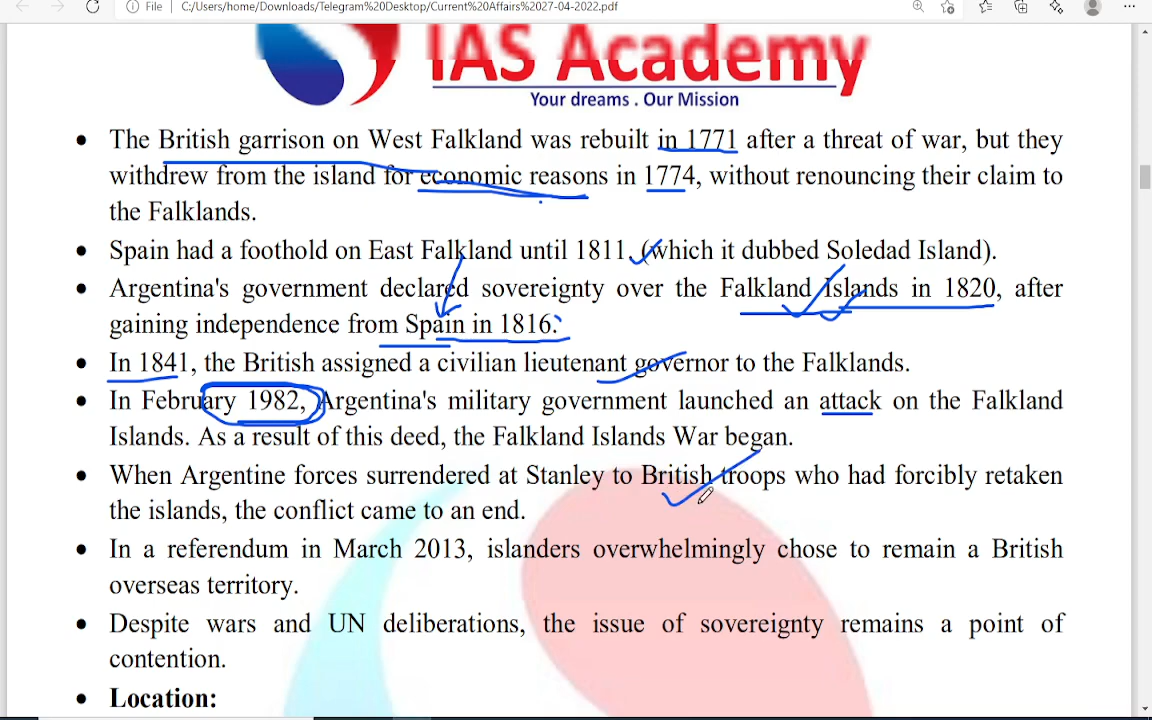 File
C:/Users/home/Downloads/Telegram%20Desktop/Current%20Affairs%2027-04-2022.pdf
IAS Academy
Your dreams . Our Mission
• The British garrison on West Falkland was rebuilt in 1771 after a threat of war, but they
withdrew from the island for economic reasons in 1774, without renouncing their claim to
the Falklands.
• Spain had a foothold on East Falkland until 1811. (which it dubbed Soledad Island).
• Argentina's government declared sovereignty over the Falkland Islands in 1820, after
gaining independence from Spain in 1816.
• In 1841, the British assigned a civilian lieutenant governor to the Falklands.
• In February 1982, Argentina's military government launched an attack on the Falkland
Islands. As a result of this deed, the Falkland Islands War began.
• When Argentine forces surrendered at Stanley to British troops who had forcibly retaken
the islands, the conflict came to an end.
• In a referendum in March 2013, islanders overwhelmingly chose to remain a British
overseas territory.
• Despite wars and UN deliberations, the issue of sovereignty remains a point of
contention.
• Location: